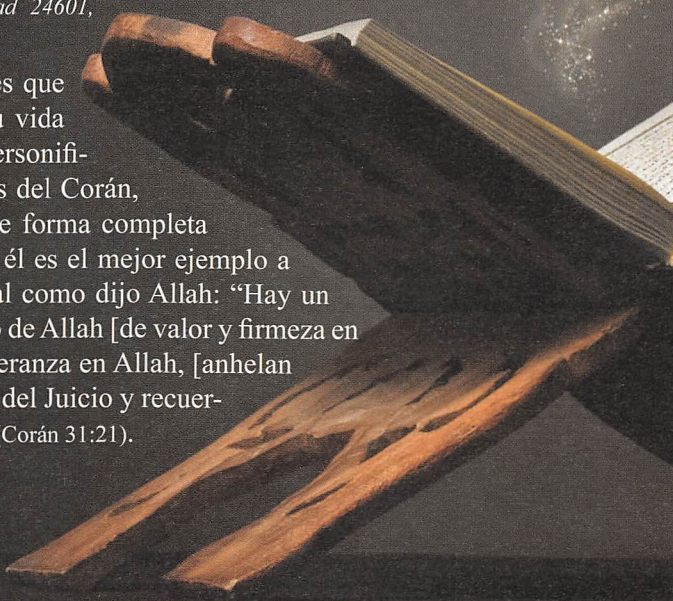 ad 24601,
es que
vida
ersonifi-
s del Corán,
e forma completa
él es el mejor ejemplo a
al como dijo Allah: “Hay un
de Allah [de valor y firmeza en
eranza en Allah, [anhelan
del Juicio y recuer-
Corán 31:21).